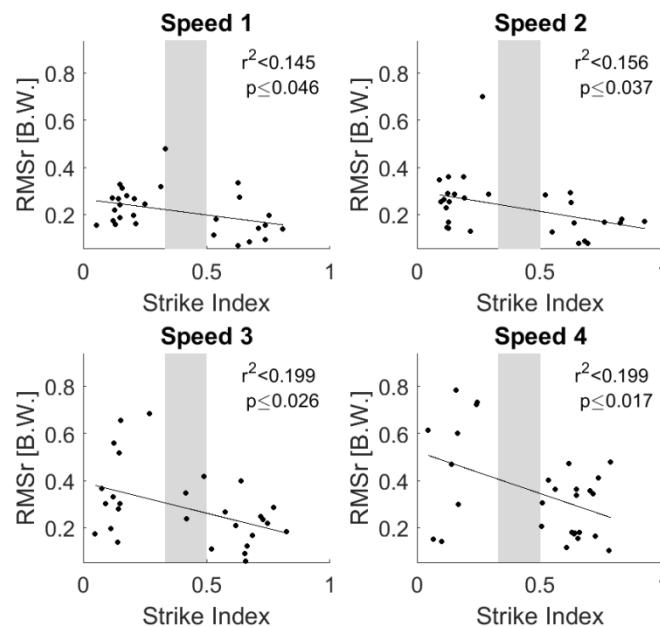 Speed 1
r²<0.145
p≤0.046
RMSr [B.W.]
0.8
0.6
0.4
0.2
0 0.5 1
Strike Index
Speed 2
r²<0.156
p≤0.037
RMSr [B.W.]
0.8
0.6
0.4
0.2
0 0.5 1
Strike Index
Speed 3
r²<0.199
p≤0.026
RMSr [B.W.]
0.8
0.6
0.4
0.2
0 0.5 1
Strike Index
Speed 4
r²<0.199
p≤0.017
RMSr [B.W.]
0.8
0.6
0.4
0.2
0 0.5 1
Strike Index